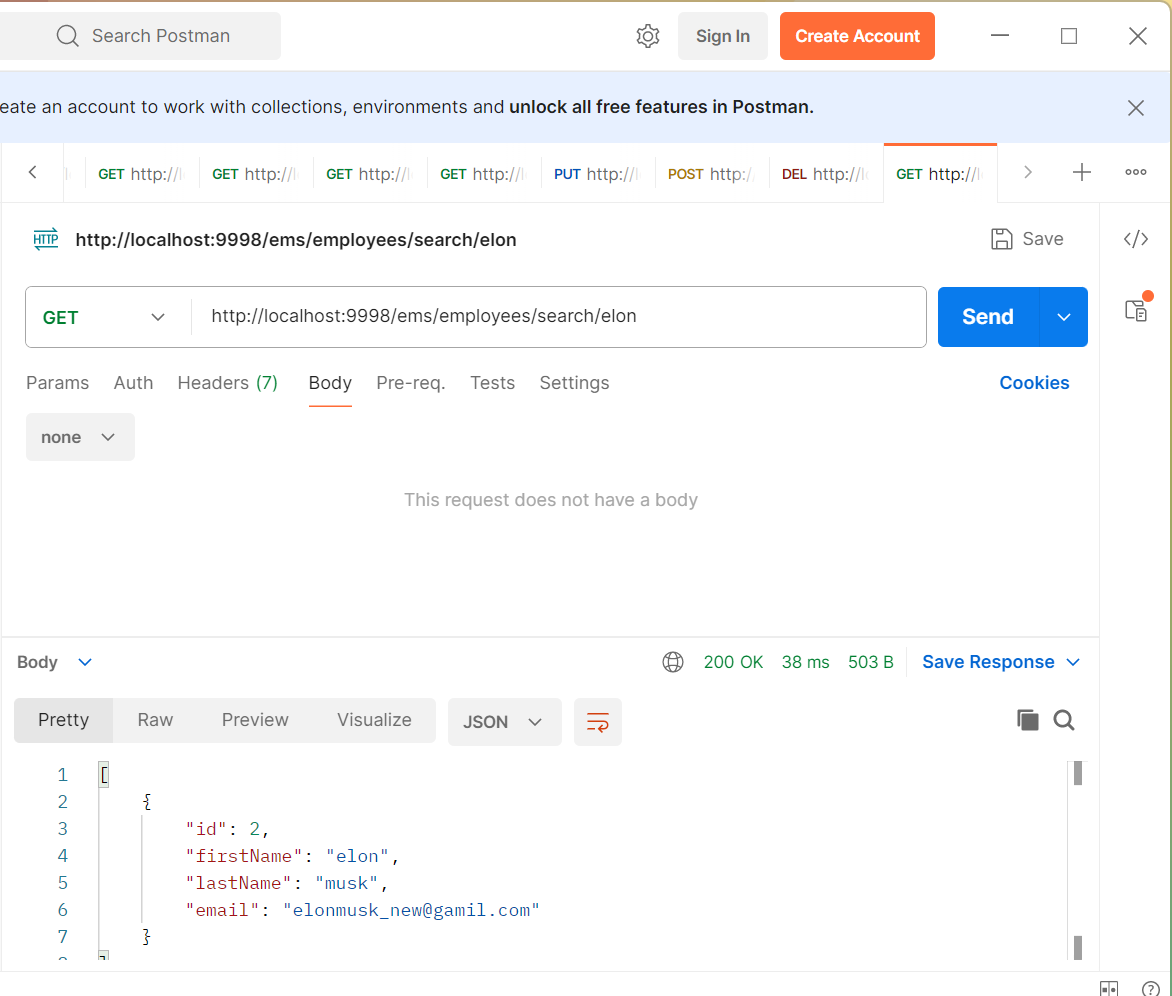 Search Postman Sign In Create Account
eate an account to work with collections, environments and unlock all free features in Postman.
GET http://l GET http://l GET http://l GET http://l PUT http://l POST http:/ DEL http://l GET http://l
HTTP http://localhost:9998/ems/employees/search/elon Save </>
GET http://localhost:9998/ems/employees/search/elon Send
Params Auth Headers (7) Body Pre-req. Tests Settings Cookies
none
This request does not have a body
Body 200 OK 38 ms 503 B Save Response
Pretty Raw Preview Visualize JSON
1 [
2 {
3 "id": 2,
4 "firstName": "elon",
5 "lastName": "musk",
6 "email": "elonmusk_new@gamil.com"
7 }